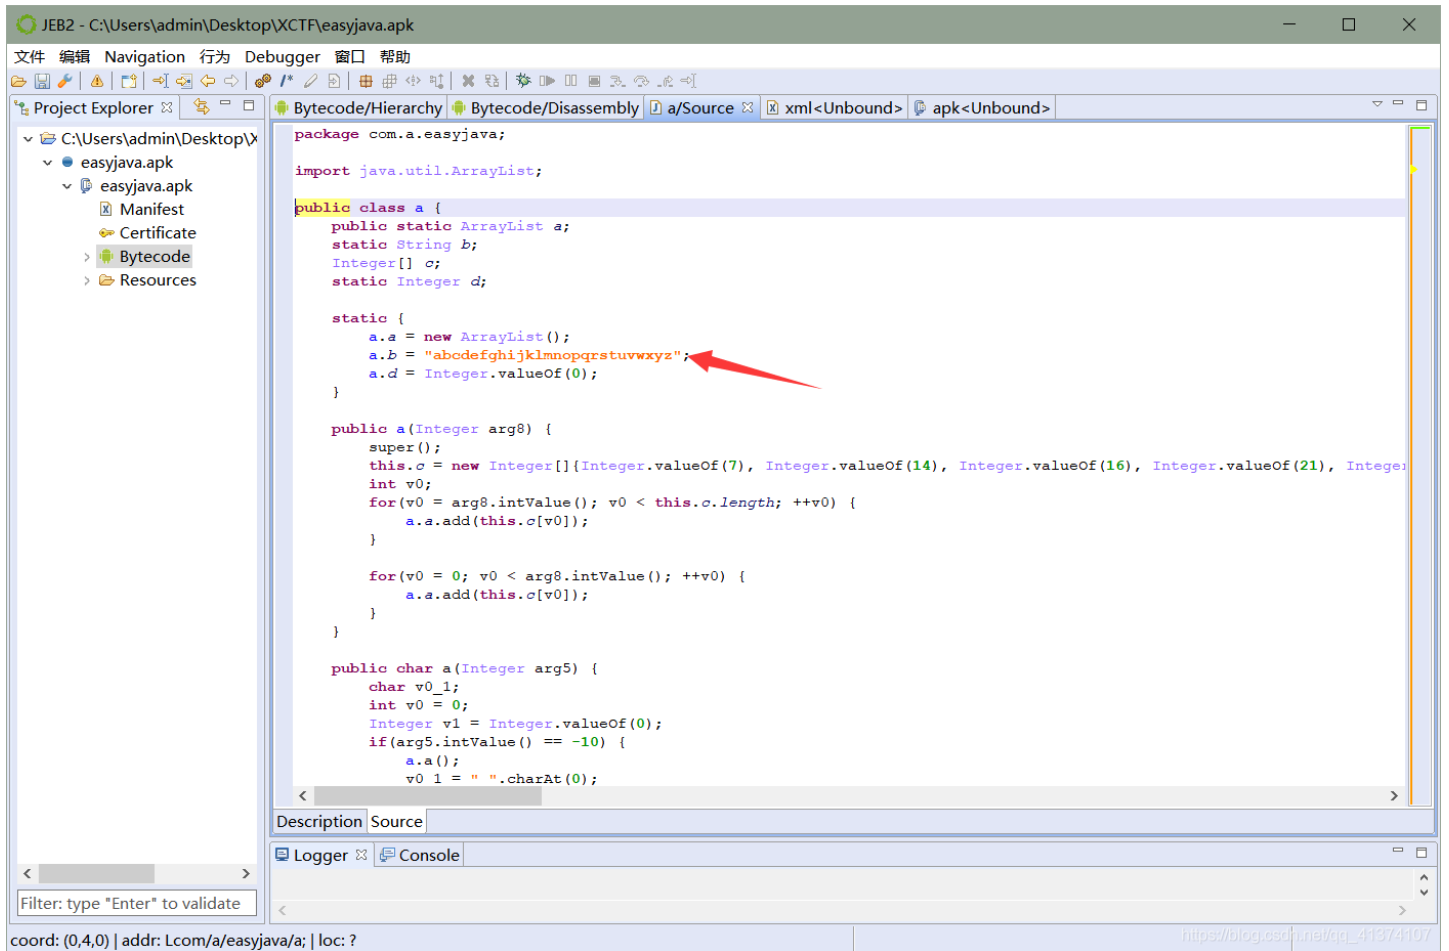 JEB2 - C:\Users\admin\Desktop\XCTF\easyjava.apk
文件 编辑 Navigation 行为 Debugger 窗口 帮助
Project Explorer
Bytecode/Hierarchy Bytecode/Disassembly a/Source xml<Unbound> apk<Unbound>
C:\Users\admin\Desktop\X
easyjava.apk
easyjava.apk
Manifest
Certificate
Bytecode
Resources
package com.a.easyjava;
import java.util.ArrayList;
public class a {
public static ArrayList a;
static String b;
Integer[] c;
static Integer d;
static {
a.a = new ArrayList();
a.b = "abcdefghijklmnopqrstuvwxyz";
a.d = Integer.valueOf(0);
}
public a(Integer arg8) {
super();
this.c = new Integer[]{Integer.valueOf(7), Integer.valueOf(14), Integer.valueOf(16), Integer.valueOf(21), Integer
int v0;
for(v0 = arg8.intValue(); v0 < this.c.length; ++v0) {
a.a.add(this.c[v0]);
}
for(v0 = 0; v0 < arg8.intValue(); ++v0) {
a.a.add(this.c[v0]);
}
}
public char a(Integer arg5) {
char v0_1;
int v0 = 0;
Integer v1 = Integer.valueOf(0);
if(arg5.intValue() == -10) {
a.a();
v0_1 = " ".charAt(0);
Description Source
Logger Console
Filter: type "Enter" to validate
coord: (0,4,0) | addr: Lcom/a/easyjava/a; | loc: ?
https://blog.csdn.net/qq_41374107